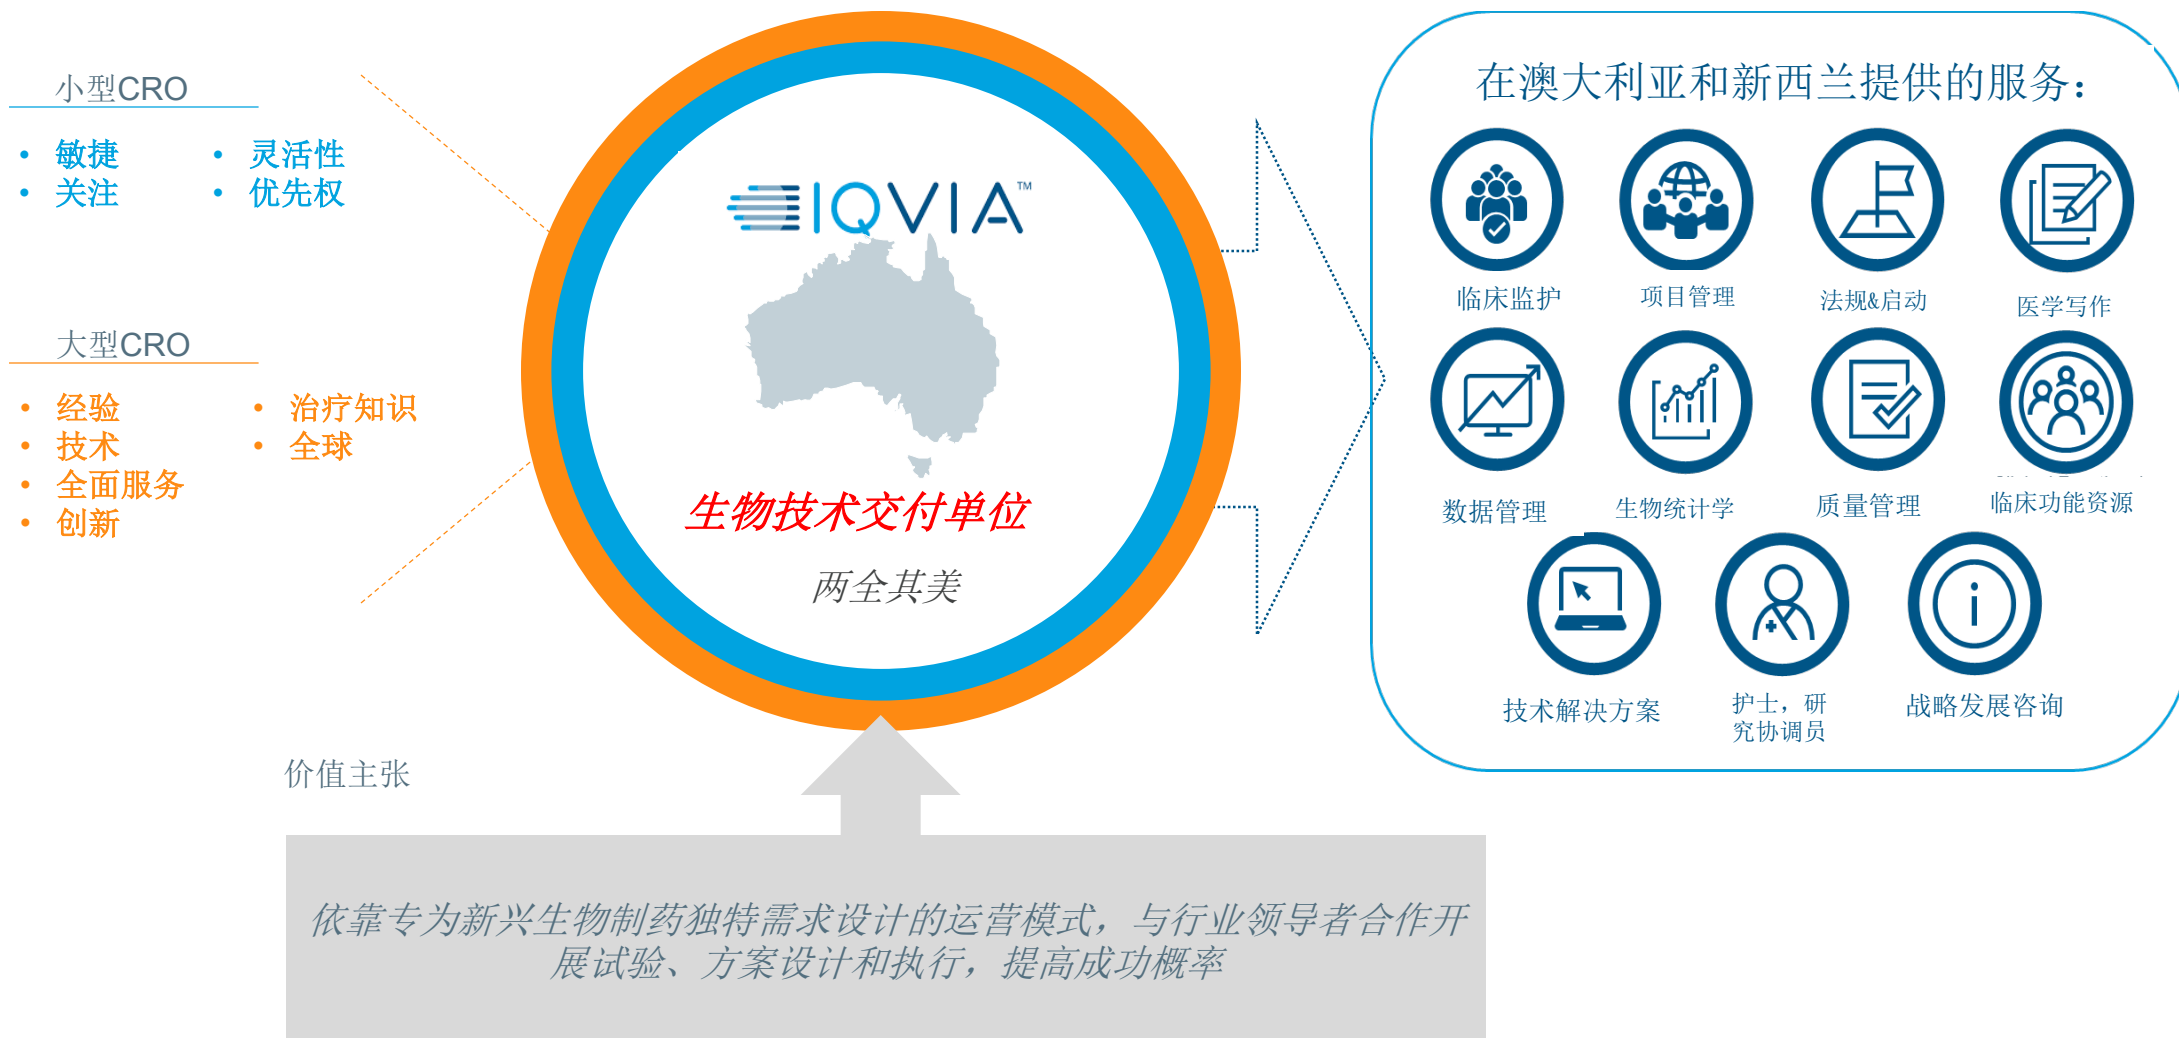 小型CRO
• 敏捷
• 关注
• 灵活性
• 优先权
大型CRO
• 经验
• 技术
• 全面服务
• 创新
• 治疗知识
• 全球
IQVIA™
生物技术交付单位
两全其美
在澳大利亚和新西兰提供的服务：
临床监护
项目管理
法规&启动
医学写作
数据管理
生物统计学
质量管理
临床功能资源
技术解决方案
护士，研
究协调员
战略发展咨询
价值主张
依靠专为新兴生物制药独特需求设计的运营模式，与行业领导者合作开
展试验、方案设计和执行，提高成功概率